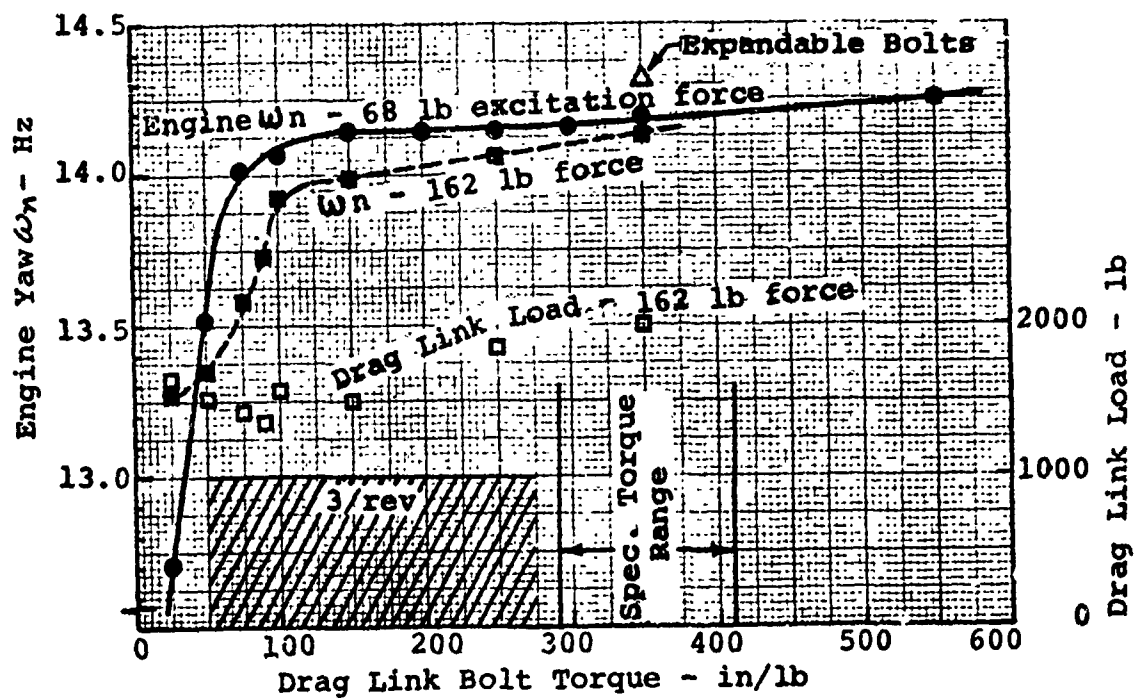 14.5
14.0
13.5
13.0
Engine Yaw ωn - Hz
Expandable Bolts
Engine ωn - 68 lb excitation force
ωn - 162 lb force
Drag Link Load - 162 lb force
3/rev
Spec. Torque
Range
2000
1000
0
Drag Link Load - lb
0 100 200 300 400 500 600
Drag Link Bolt Torque - in/lb